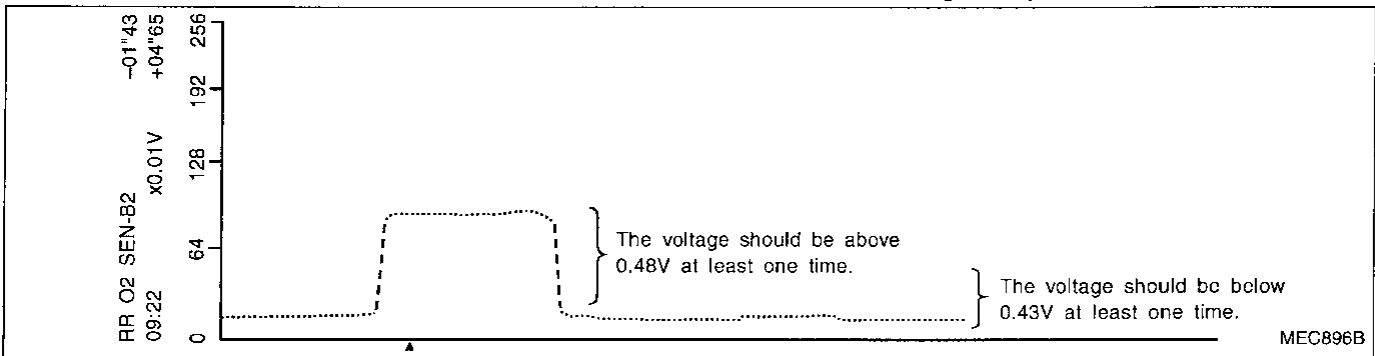 RR O2 SEN-B2
09:22
x0.01V
-01"43
+04"65
256
192
128
64
0
The voltage should be above
0.48V at least one time.
The voltage should be below
0.43V at least one time.
MEC896B